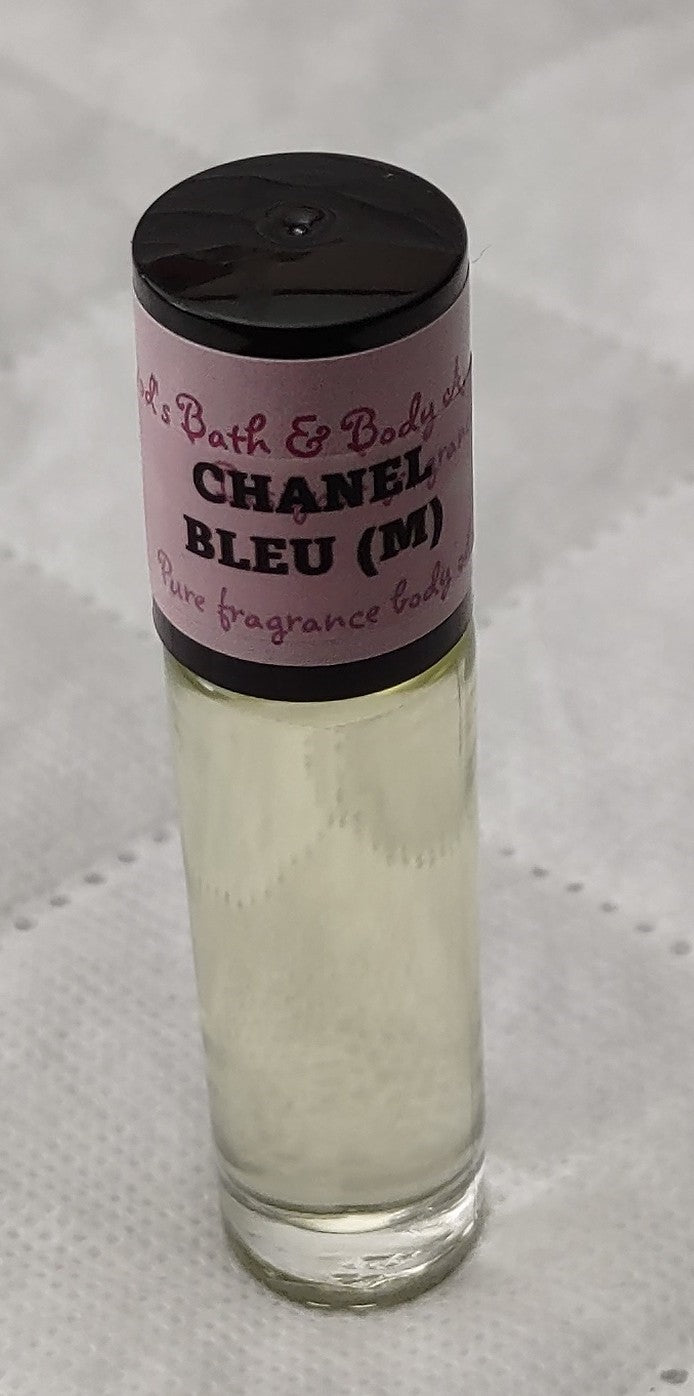 Bath & Body
CHANEL
BLEU (M)
Pure fragrance body